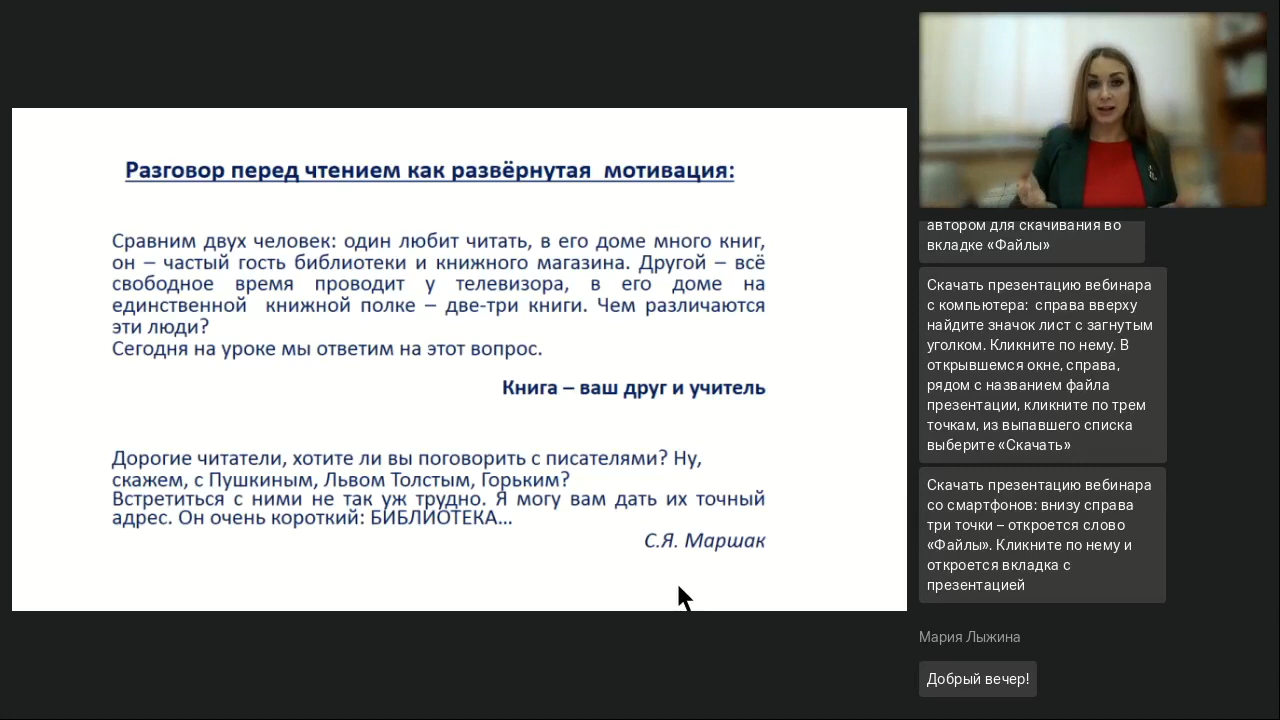 Разговор перед чтением как развёрнутая мотивация:
Сравним двух человек: один любит читать, в его доме много книг,
он – частый гость библиотеки и книжного магазина. Другой – всё
свободное время проводит у телевизора, в его доме на
единственной книжной полке – две-три книги. Чем различаются
эти люди?
Сегодня на уроке мы ответим на этот вопрос.
Книга – ваш друг и учитель
Дорогие читатели, хотите ли вы поговорить с писателями? Ну,
скажем, с Пушкиным, Львом Толстым, Горьким?
Встретиться с ними не так уж трудно. Я могу вам дать их точный
адрес. Он очень короткий: БИБЛИОТЕКА...
С.Я. Маршак
автором для скачивания во
вкладке «Файлы»
Скачать презентацию вебинара
с компьютера: справа вверху
найдите значок лист с загнутым
уголком. Кликните по нему. В
открывшемся окне, справа,
рядом с названием файла
презентации, кликните по трем
точкам, из выпавшего списка
выберите «Скачать»
Скачать презентацию вебинара
со смартфонов: внизу справа
три точки – откроется слово
«Файлы». Кликните по нему и
откроется вкладка с
презентацией
Мария Лыжина
Добрый вечер!